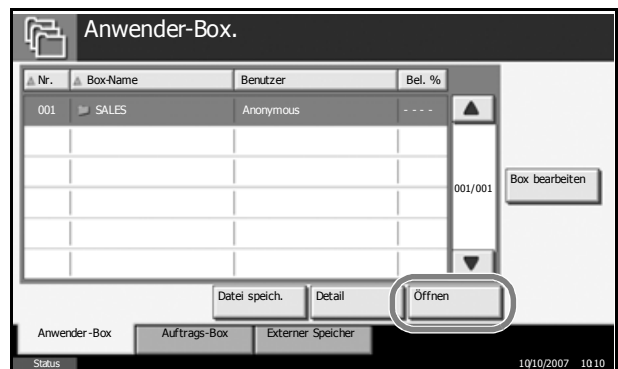 Anwender-Box.
Nr. Box-Name Benutzer Bel. %
001 SALES Anonymous - - - -
001/001
Box bearbeiten
Datei speich. Detail Öffnen
Anwender-Box Auftrags-Box Externer Speicher
Status 10/10/2007 10:10